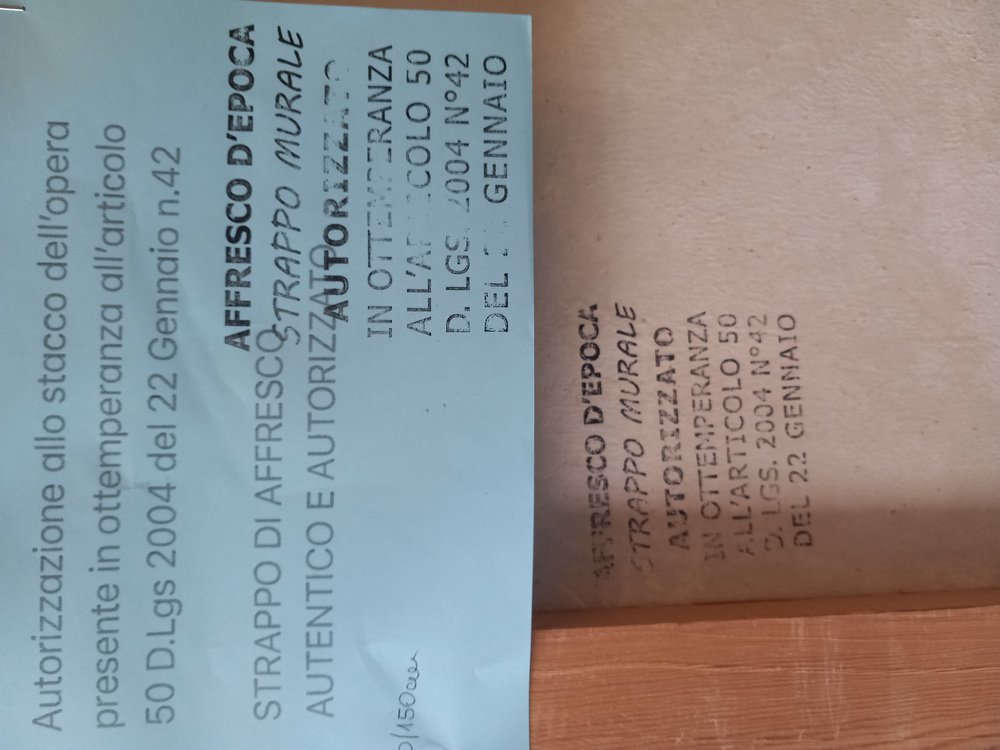 Autorizzazione allo stacco dell'opera
presente in ottemperanza all'articolo
50 D.Lgs 2004 del 22 Gennaio n.42
STRAPPO DI AFFRESCO
AUTENTICO E AUTORIZZATO
AFFRESCO D'EPOCA
STRAPPO MURALE
AUTORIZZATO
IN OTTEMPERANZA
ALL'ARTICOLO 50
D. LGS. 2004 N°42
DEL GENNAIO
/150
AFFRESCO D'EPOCA
STRAPPO MURALE
AUTORIZZATO
IN OTTEMPERANZA
ALL'ARTICOLO 50
D. LGS. 2004 N°42
DEL 22 GENNAIO